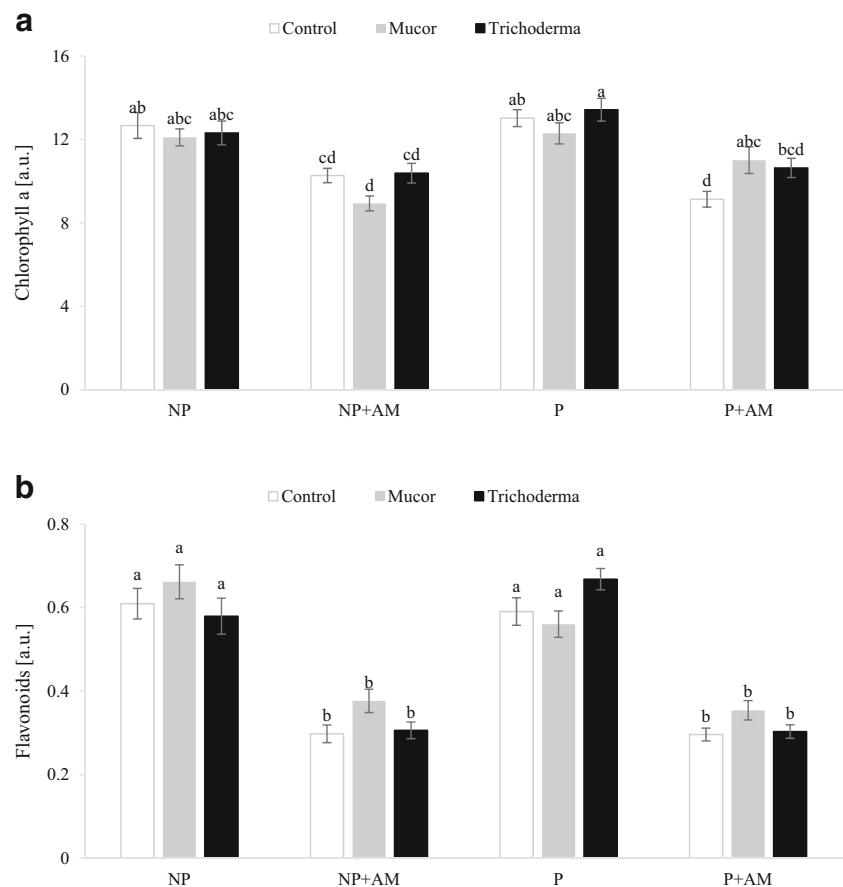 a
Control Mucor Trichoderma
16
12
8
4
0
Chlorophyll a [a.u.]
ab abc abc cd d cd ab abc a d abc bcd
NP NP+AM P P+AM
b
Control Mucor Trichoderma
0.8
0.6
0.4
0.2
0
Flavonoids [a.u.]
a a a b b b a a a b b b
NP NP+AM P P+AM